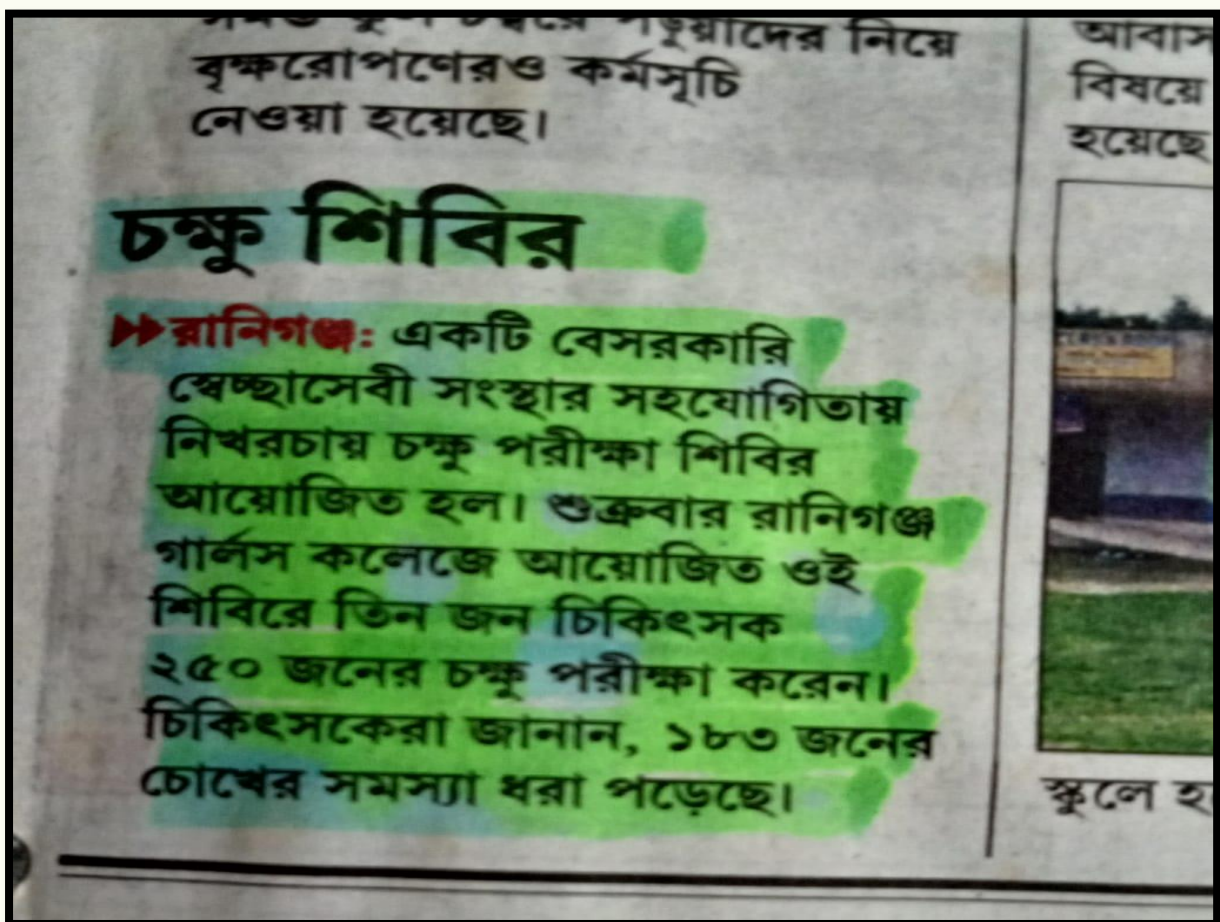 পড়ুয়াদের নিয়ে
বৃক্ষরোপণেরও কর্মসূচি
নেওয়া হয়েছে।
চক্ষু শিবির
রানিগঞ্জ: একটি বেসরকারি
স্বেচ্ছাসেবী সংস্থার সহযোগিতায়
নিখরচায় চক্ষু পরীক্ষা শিবির
আয়োজিত হল। শুক্রবার রানিগঞ্জ
গার্লস কলেজে আয়োজিত ওই
শিবিরে তিন জন চিকিৎসক
২৫০ জনের চক্ষু পরীক্ষা করেন।
চিকিৎসকেরা জানান, ১৮৩ জনের
চোখের সমস্যা ধরা পড়েছে।
আবাস
বিষয়ে
হয়েছে
স্কুলে হ